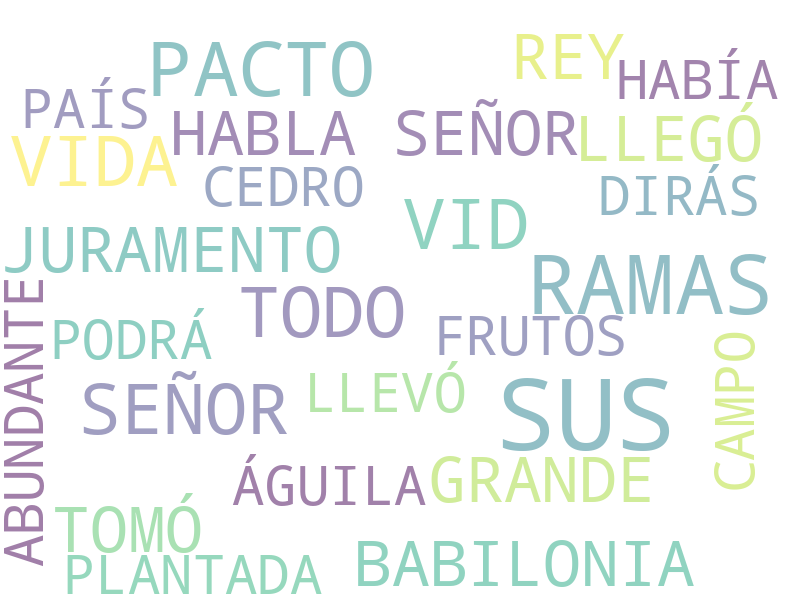 PACTO
REY
HABÍA
PAÍS
HABLA
SEÑOR
LLEGÓ
VIDA
CEDRO
DIRÁS
VID
JURAMENTO
RAMAS
TODO
ABUNDANTE
PODRÁ
FRUTOS
CAMPO
SEÑOR
LLEVÓ
SUS
ÁGUILA
GRANDE
TOMÓ
PLANTADA
BABILONIA